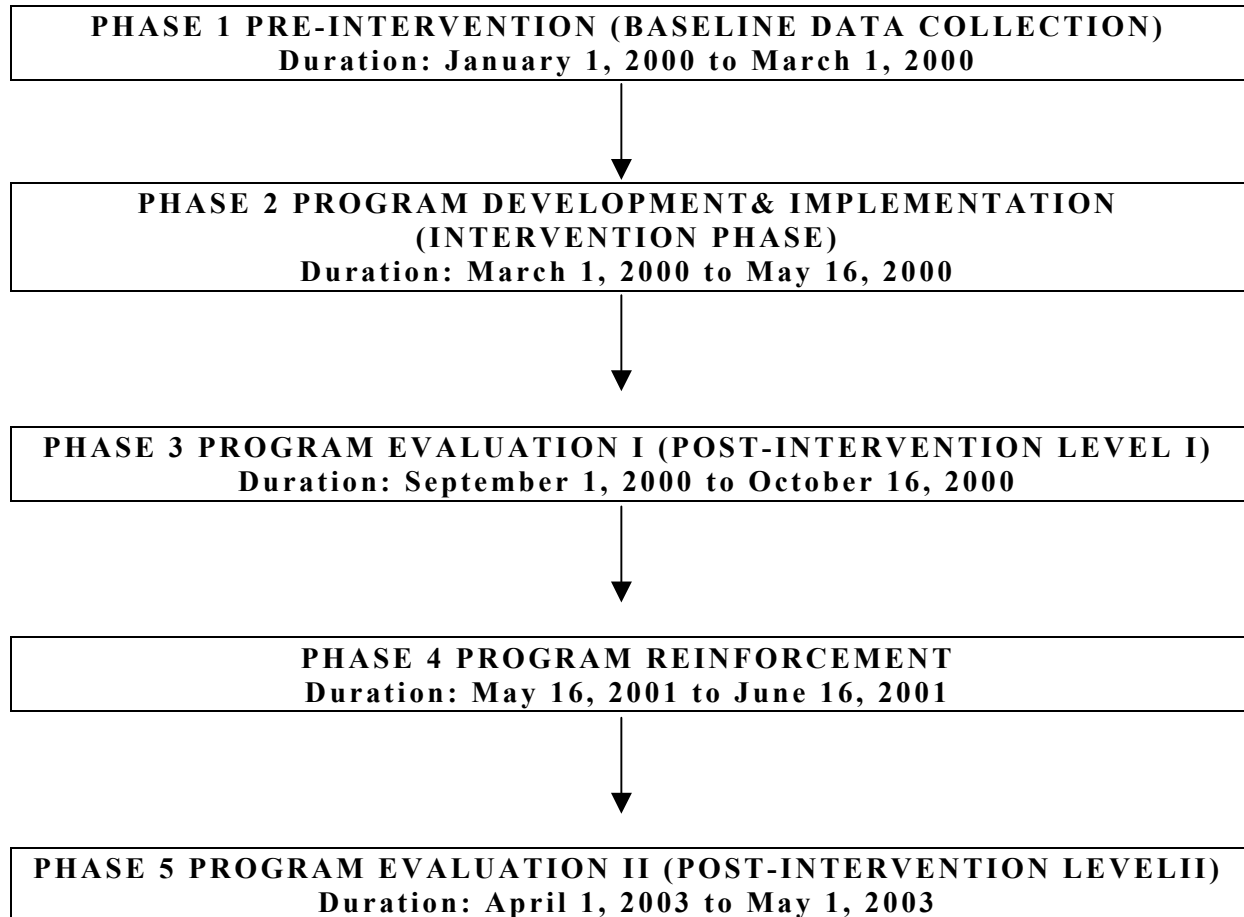 PHASE 1 PRE-INTERVENTION (BASELINE DATA COLLECTION)
Duration: January 1, 2000 to March 1, 2000
PHASE 2 PROGRAM DEVELOPMENT& IMPLEMENTATION
(INTERVENTION PHASE)
Duration: March 1, 2000 to May 16, 2000
PHASE 3 PROGRAM EVALUATION I (POST-INTERVENTION LEVEL I)
Duration: September 1, 2000 to October 16, 2000
PHASE 4 PROGRAM REINFORCEMENT
Duration: May 16, 2001 to June 16, 2001
PHASE 5 PROGRAM EVALUATION II (POST-INTERVENTION LEVELII)
Duration: April 1, 2003 to May 1, 2003